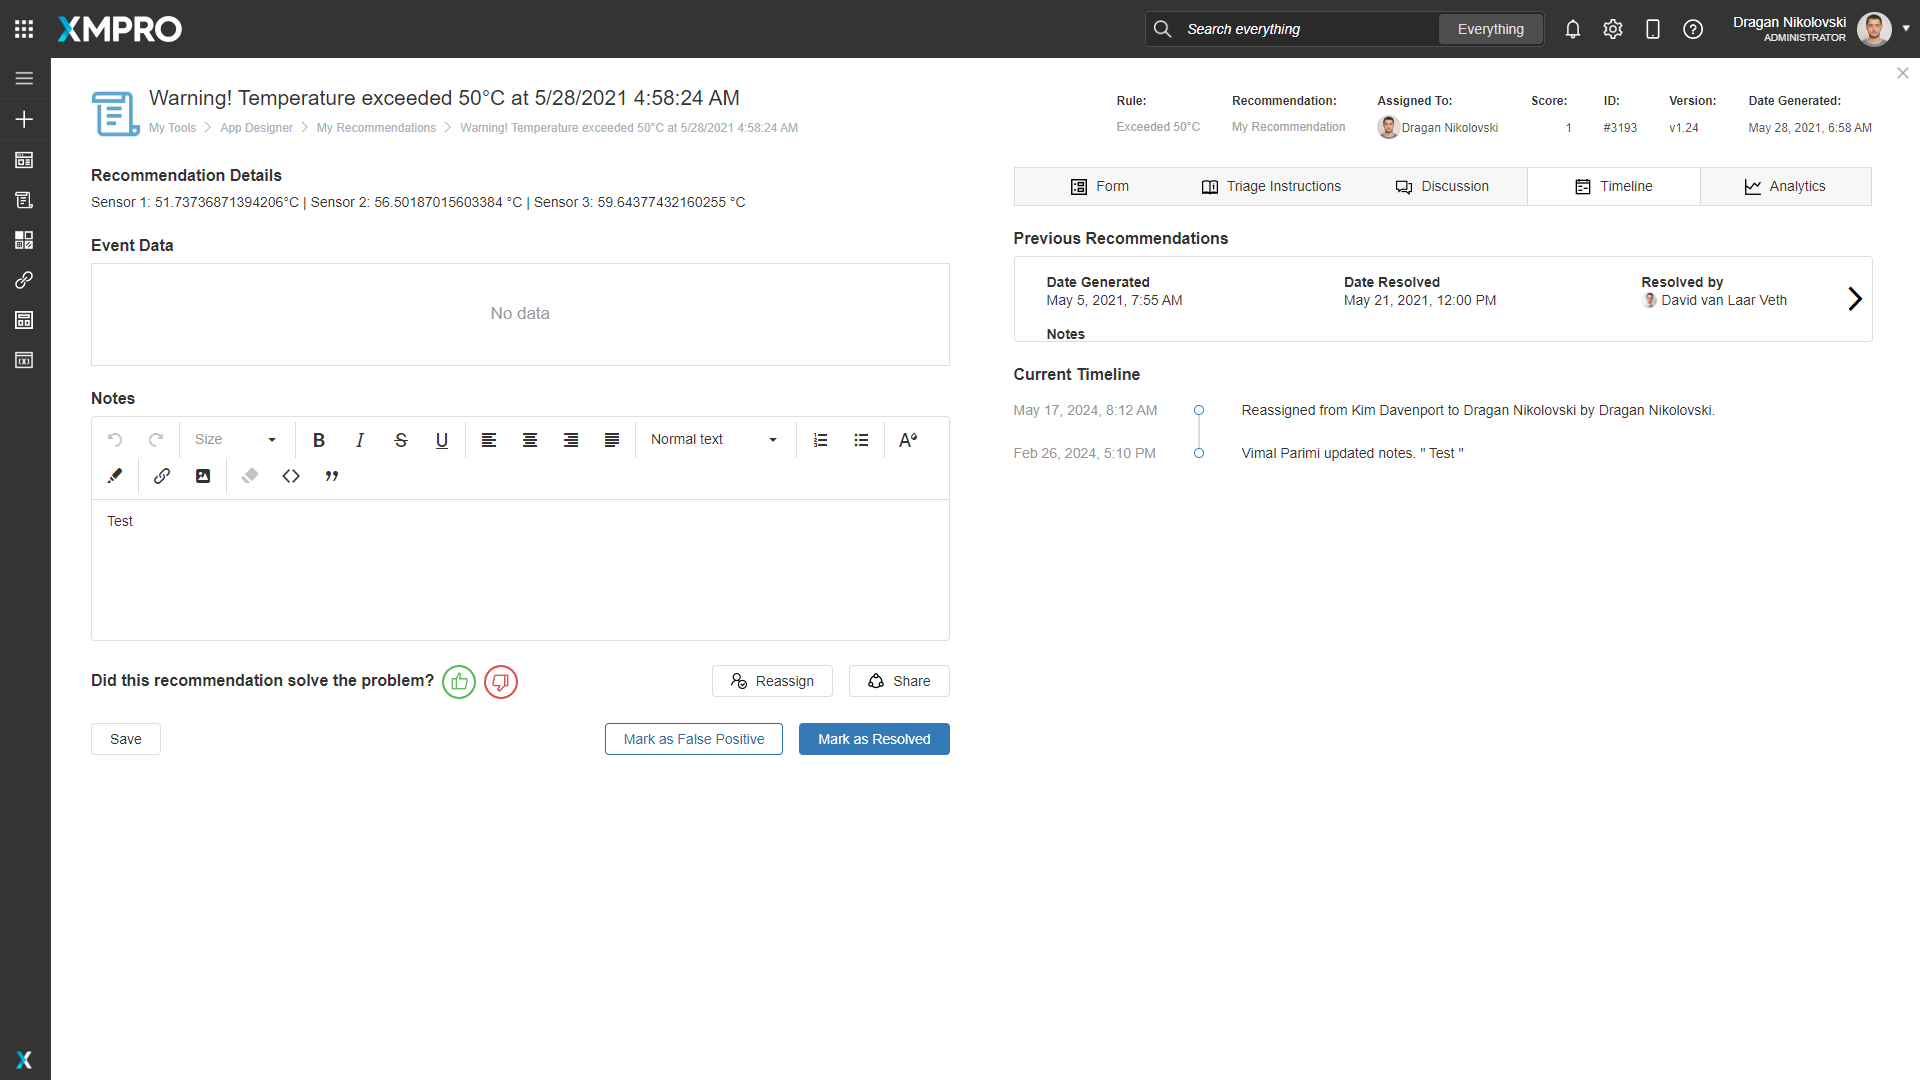 XMPRO
Search everything
Everything
Dragan Nikolovski
ADMINISTRATOR
Warning! Temperature exceeded 50°C at 5/28/2021 4:58:24 AM
My Tools
App Designer
My Recommendations
Warning! Temperature exceeded 50°C at 5/28/2021 4:58:24 AM
Rule:
Exceeded 50°C
Recommendation:
My Recommendation
Assigned To:
Dragan Nikolovski
Score:
1
ID:
#3193
Version:
v1.24
Date Generated:
May 28, 2021, 6:58 AM
Recommendation Details
Sensor 1: 51.73736871394206°C | Sensor 2: 56.50187015603384 °C | Sensor 3: 59.64377432160255 °C
Event Data
No data
Notes
Size
Normal text
Test
Did this recommendation solve the problem?
Reassign
Share
Save
Mark as False Positive
Mark as Resolved
Form
Triage Instructions
Discussion
Timeline
Analytics
Previous Recommendations
Date Generated
May 5, 2021, 7:55 AM
Date Resolved
May 21, 2021, 12:00 PM
Resolved by
David van Laar Veth
Notes
Current Timeline
May 17, 2024, 8:12 AM
Reassigned from Kim Davenport to Dragan Nikolovski by Dragan Nikolovski.
Feb 26, 2024, 5:10 PM
Vimal Parimi updated notes. " Test "